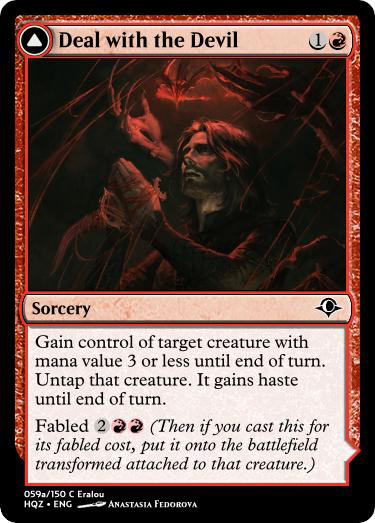 Deal with the Devil 1
Sorcery
Gain control of target creature with
mana value 3 or less until end of turn.
Untap that creature. It gains haste
until end of turn.
Fabled 2 (Then if you cast this for
its fabled cost, put it onto the battlefield
transformed attached to that creature.)
059a/150 C Eralou
HQZ • ENG Anastasia Fedorova